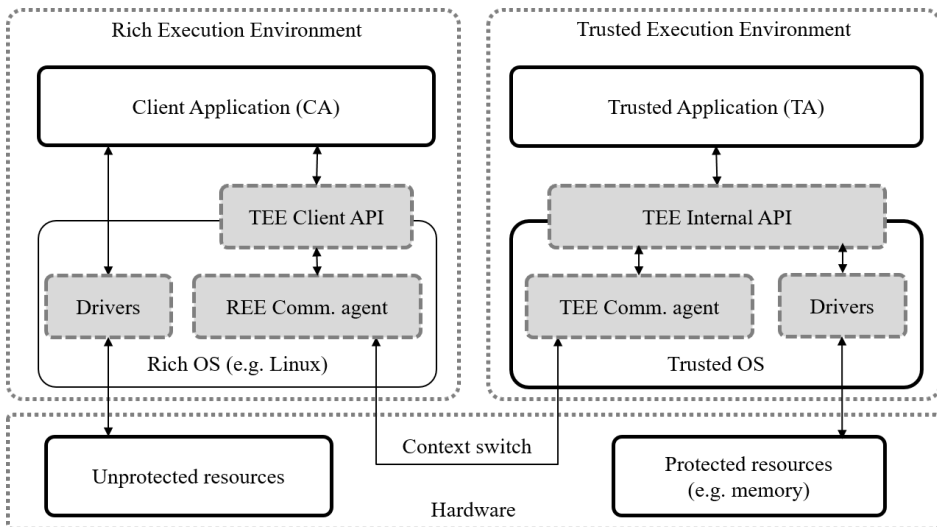 Rich Execution Environment
Trusted Execution Environment
Client Application (CA)
Trusted Application (TA)
TEE Client API
TEE Internal API
Drivers
REE Comm. agent
TEE Comm. agent
Drivers
Rich OS (e.g. Linux)
Trusted OS
Context switch
Unprotected resources
Protected resources
(e.g. memory)
Hardware